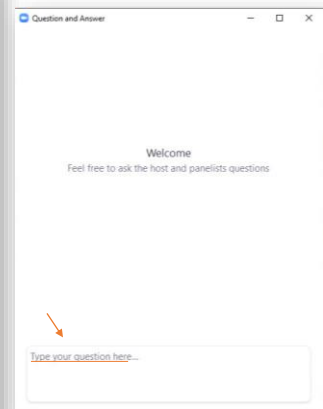 Question and Answer
Welcome
Feel free to ask the host and panelists questions
Type your question here...